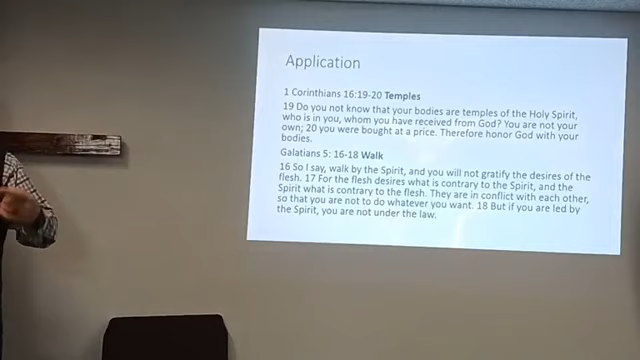 Application
1 Corinthians 16:19-20 Temples
19 Do you not know that your bodies are temples of the Holy Spirit,
who is in you, whom you have received from God? You are not your
own; 20 you were bought at a price. Therefore honor God with your
bodies.
Galatians 5: 16-18 Walk
16 So I say, walk by the Spirit, and you will not gratify the desires of the
flesh. 17 For the flesh desires what is contrary to the Spirit, and the
Spirit what is contrary to the flesh. They are in conflict with each other,
so that you are not to do whatever you want. 18 But if you are led by
the Spirit, you are not under the law.